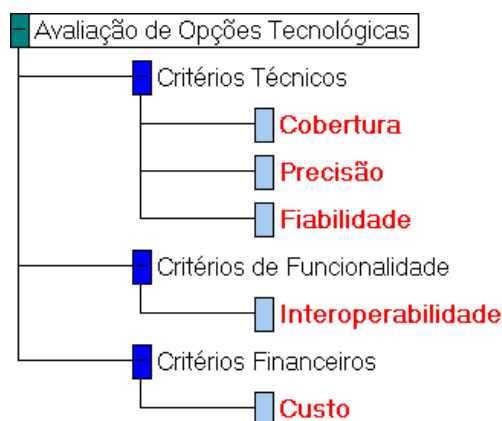 Avaliação de Opções Tecnológicas
Critérios Técnicos
Cobertura
Precisão
Fiabilidade
Critérios de Funcionalidade
Interoperabilidade
Critérios Financeiros
Custo